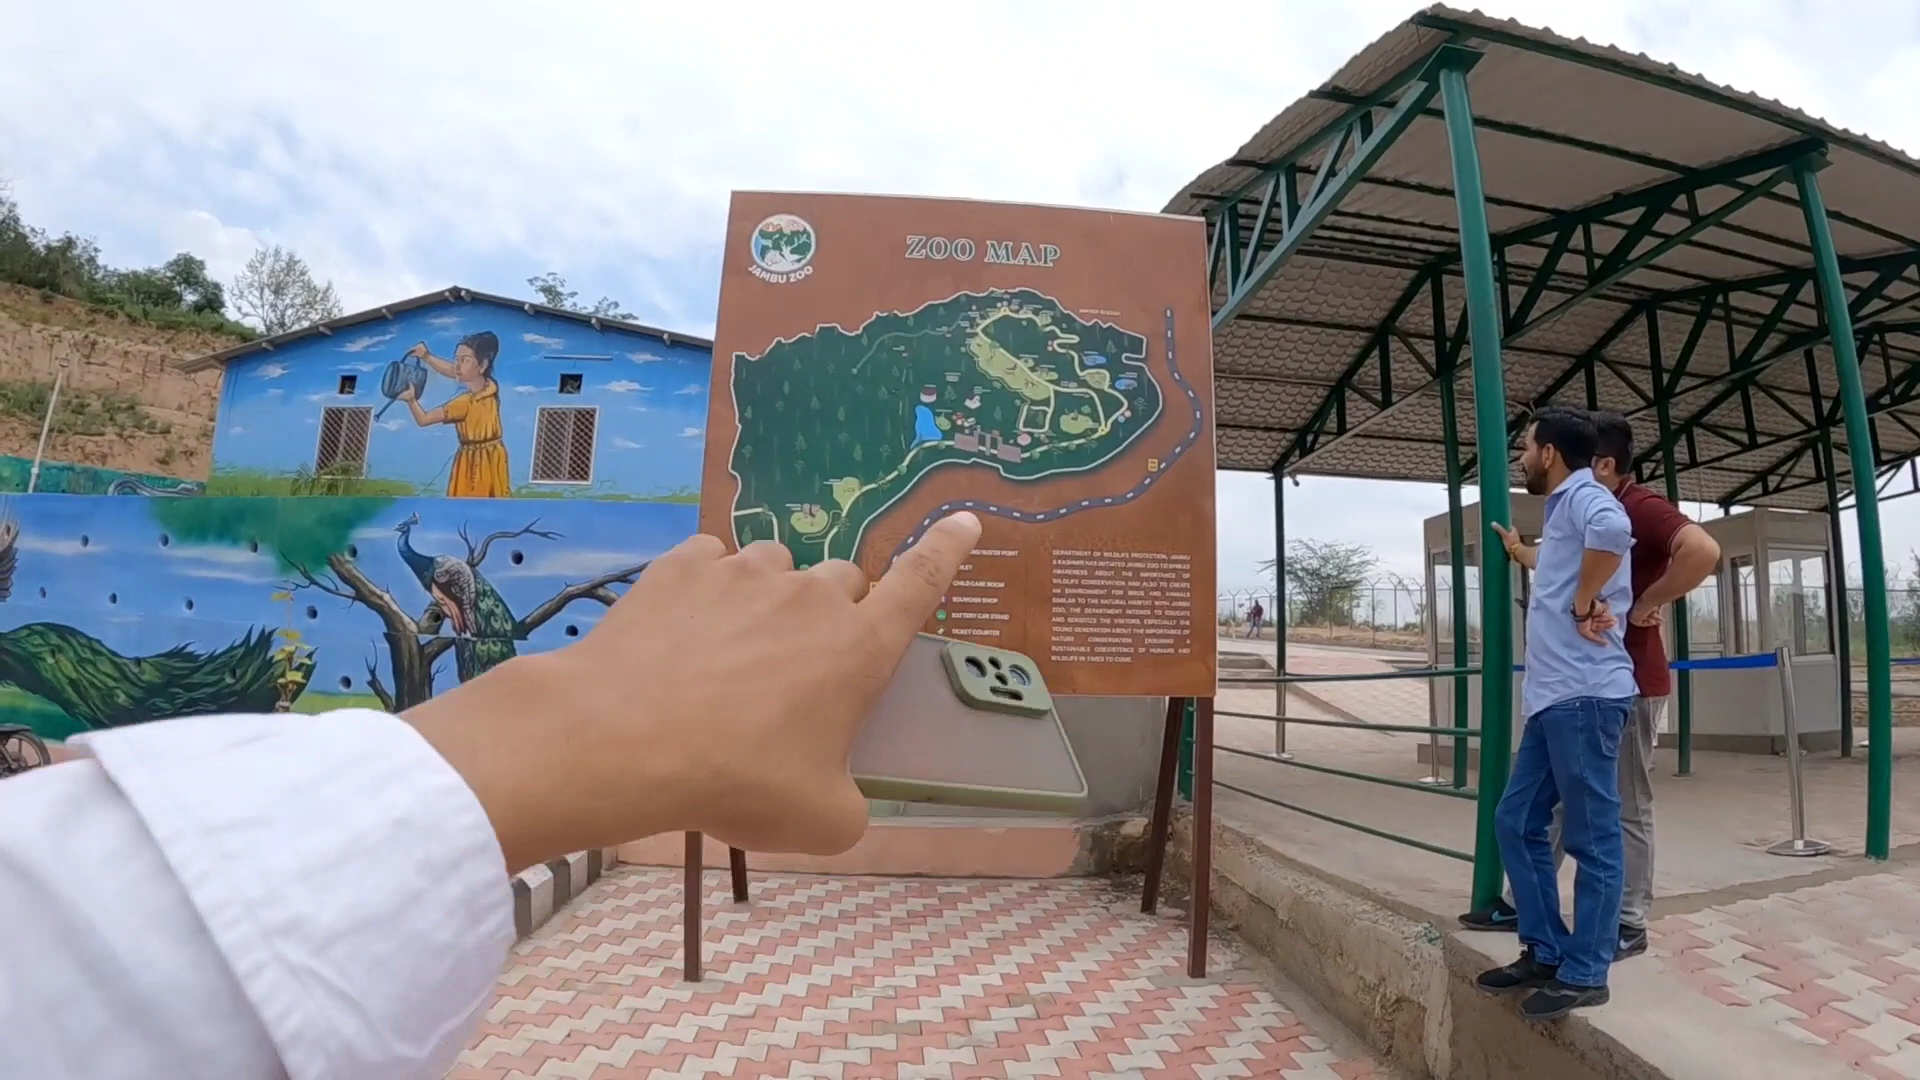 JAMBU ZOO
ZOO MAP
CHILD CARE ROOM
SOUVENIR SHOP
BATTERY CAR STAND
TICKET COUNTER
DEPARTMENT OF WILDLIFE PROTECTION, JAMMU
& KASHMIR HAS INITIATED JAMBU ZOO TO SPREAD
AWARENESS ABOUT THE IMPORTANCE OF
WILDLIFE CONSERVATION AND ALSO TO CREATE
AN ENVIRONMENT FOR BIRDS AND ANIMALS
SIMILAR TO THE NATURAL HABITAT. WITH JAMBU
ZOO, THE DEPARTMENT INTENDS TO EDUCATE
AND SENSITIZE THE VISITORS, ESPECIALLY THE
YOUNG GENERATION ABOUT THE IMPORTANCE OF
NATURE CONSERVATION ENSURING A
SUSTAINABLE COEXISTENCE OF HUMANS AND
WILDLIFE IN TIMES TO COME.